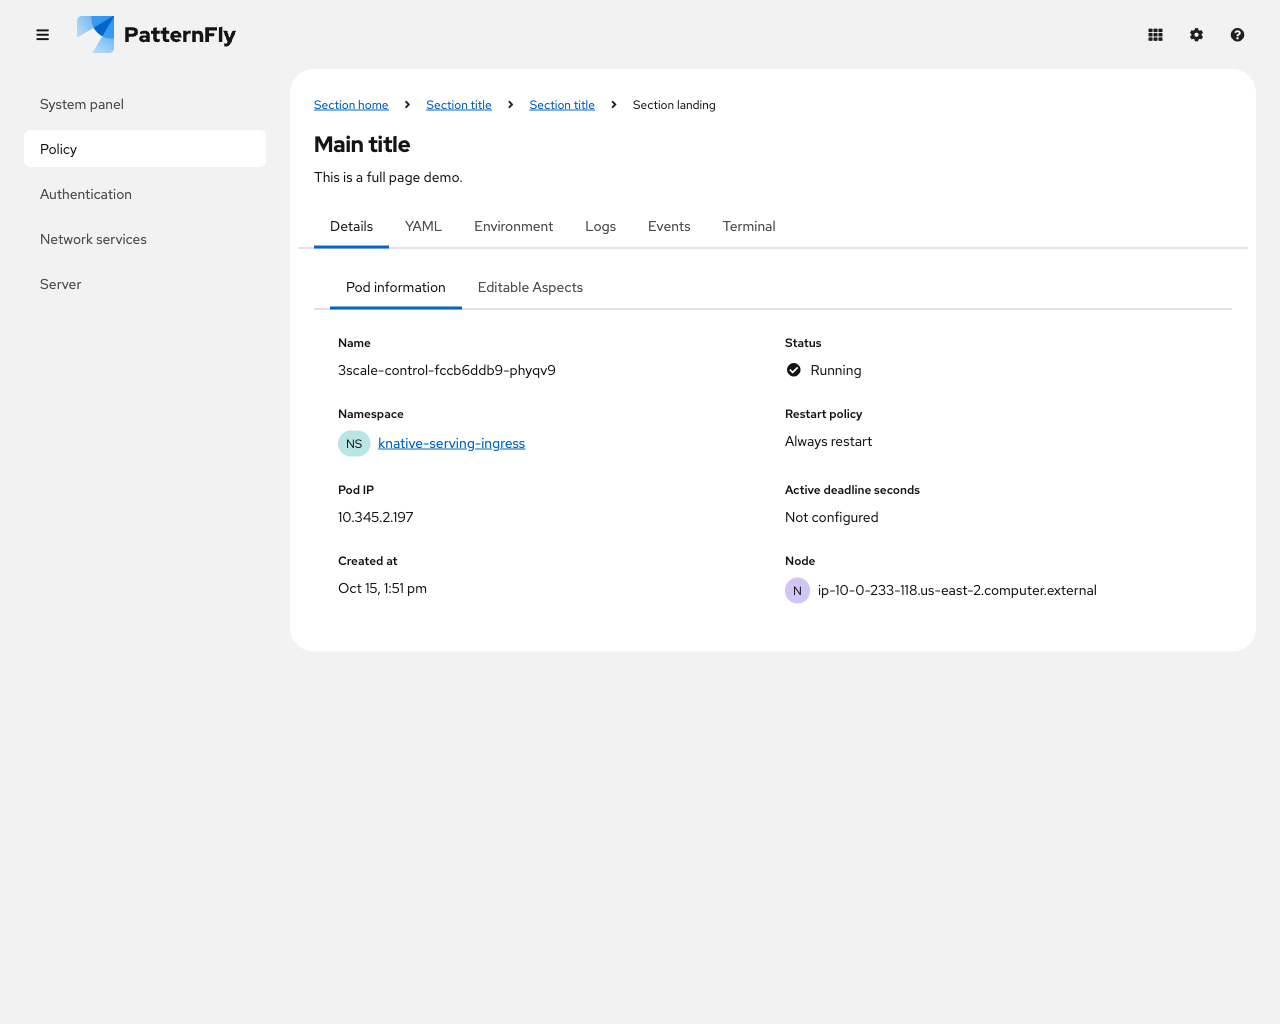 PatternFly
System panel
Policy
Authentication
Network services
Server
Section home
Section title
Section title
Section landing
Main title
This is a full page demo.
Details
YAML
Environment
Logs
Events
Terminal
Pod information
Editable Aspects
Name
3scale-control-fccb6ddb9-phyqv9
Status
Running
Namespace
NS knative-serving-ingress
Restart policy
Always restart
Pod IP
10.345.2.197
Active deadline seconds
Not configured
Created at
Oct 15, 1:51 pm
Node
N ip-10-0-233-118.us-east-2.computer.external